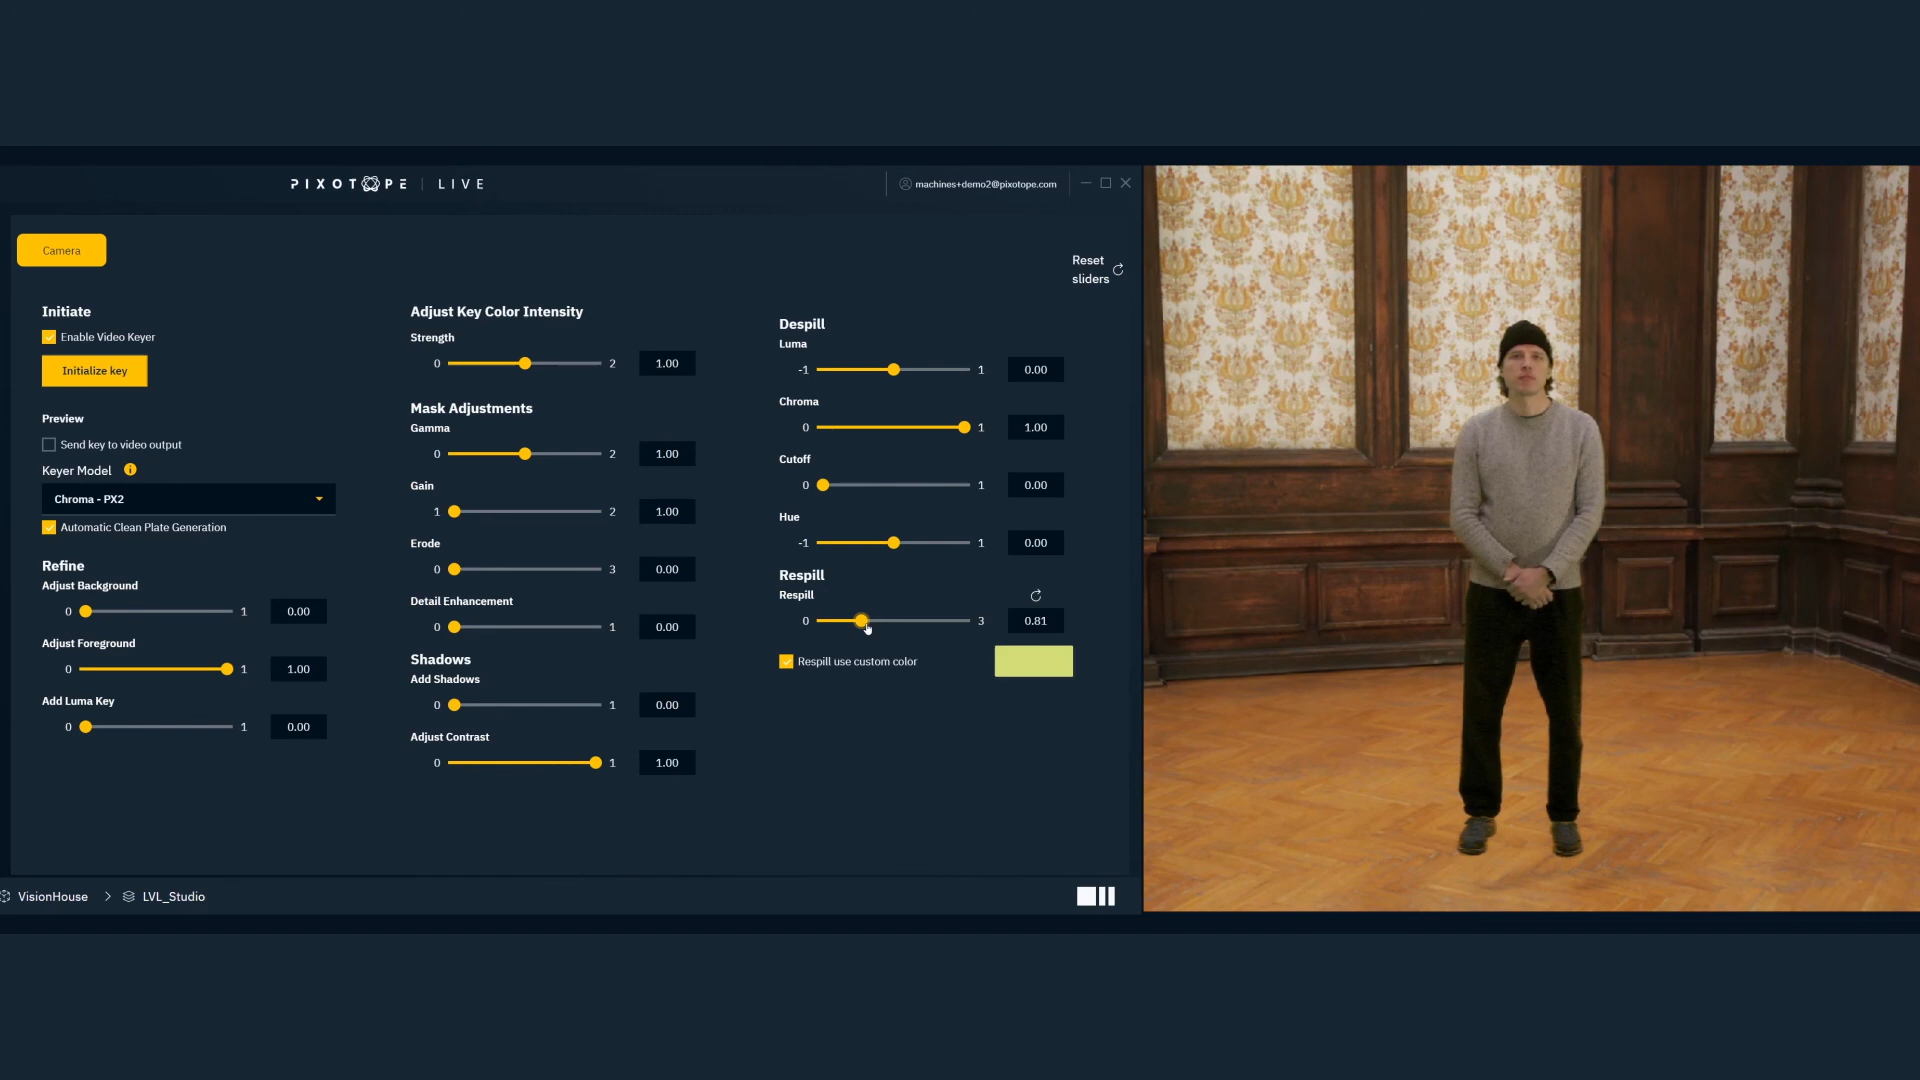 PIXOTOPE | LIVE
machines+demo2@pixotope.com
Camera
Reset
sliders
Initiate
Enable Video Keyer
Initialize key
Preview
Send key to video output
Keyer Model
Chroma - PX2
Automatic Clean Plate Generation
Refine
Adjust Background
0 1 0.00
Adjust Foreground
0 1 1.00
Add Luma Key
0 1 0.00
Adjust Key Color Intensity
Strength
0 2 1.00
Mask Adjustments
Gamma
0 2 1.00
Gain
1 2 1.00
Erode
0 3 0.00
Detail Enhancement
0 1 0.00
Shadows
Add Shadows
0 1 0.00
Adjust Contrast
0 1 1.00
Despill
Luma
-1 1 0.00
Chroma
0 1 1.00
Cutoff
0 1 0.00
Hue
-1 1 0.00
Respill
Respill
0 3 0.81
Respill use custom color
VisionHouse > LVL_Studio